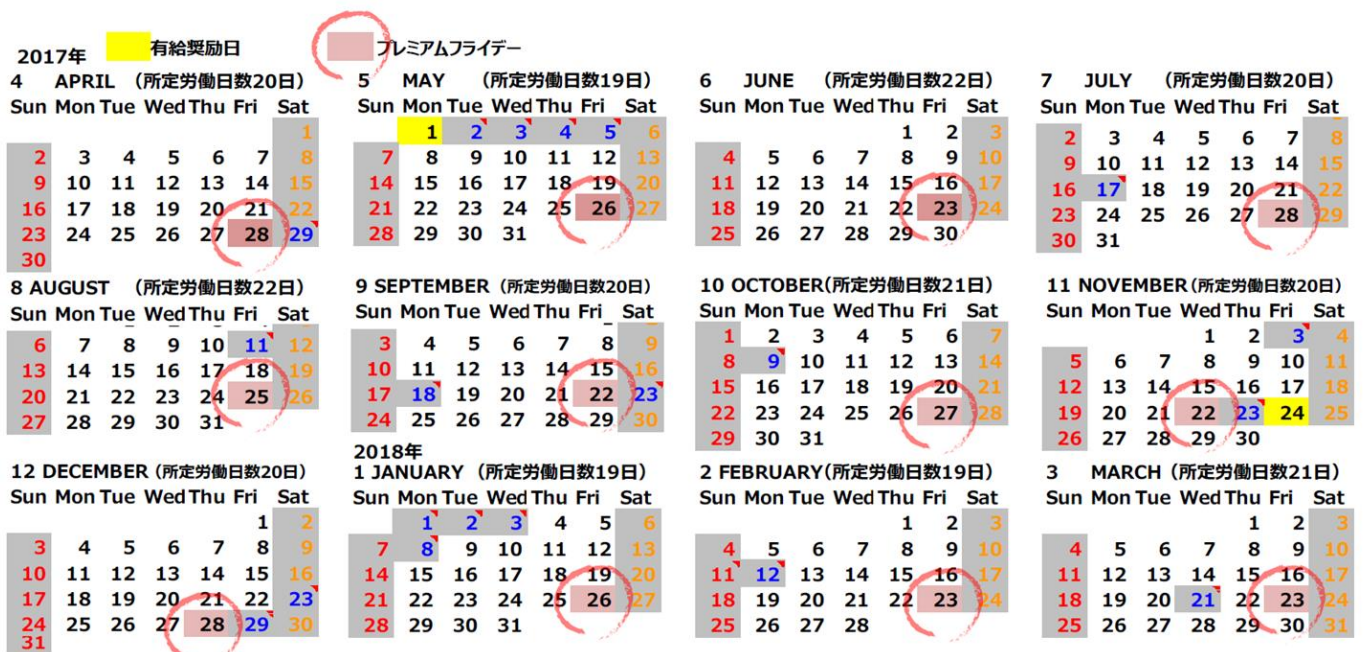 2017年 有給奨励日 プレミアムフライデー
4 APRIL （所定労働日数20日）
Sun Mon Tue Wed Thu Fri Sat
1
2 3 4 5 6 7 8
9 10 11 12 13 14 15
16 17 18 19 20 21 22
23 24 25 26 27 28 29
30
5 MAY （所定労働日数19日）
Sun Mon Tue Wed Thu Fri Sat
1 2 3 4 5 6
7 8 9 10 11 12 13
14 15 16 17 18 19 20
21 22 23 24 25 26 27
28 29 30 31
6 JUNE （所定労働日数22日）
Sun Mon Tue Wed Thu Fri Sat
1 2 3
4 5 6 7 8 9 10
11 12 13 14 15 16 17
18 19 20 21 22 23 24
25 26 27 28 29 30
7 JULY （所定労働日数20日）
Sun Mon Tue Wed Thu Fri Sat
2 3 4 5 6 7 8
9 10 11 12 13 14 15
16 17 18 19 20 21 22
23 24 25 26 27 28 29
30 31
8 AUGUST （所定労働日数22日）
Sun Mon Tue Wed Thu Fri Sat
6 7 8 9 10 11 12
13 14 15 16 17 18 19
20 21 22 23 24 25 26
27 28 29 30 31
9 SEPTEMBER （所定労働日数20日）
Sun Mon Tue Wed Thu Fri Sat
3 4 5 6 7 8 9
10 11 12 13 14 15 16
17 18 19 20 21 22 23
24 25 26 27 28 29 30
10 OCTOBER（所定労働日数21日）
Sun Mon Tue Wed Thu Fri Sat
1 2 3 4 5 6 7
8 9 10 11 12 13 14
15 16 17 18 19 20 21
22 23 24 25 26 27 28
29 30 31
11 NOVEMBER（所定労働日数20日）
Sun Mon Tue Wed Thu Fri Sat
1 2 3 4
5 6 7 8 9 10 11
12 13 14 15 16 17 18
19 20 21 22 23 24 25
26 27 28 29 30
12 DECEMBER （所定労働日数20日）
Sun Mon Tue Wed Thu Fri Sat
1 2
3 4 5 6 7 8 9
10 11 12 13 14 15 16
17 18 19 20 21 22 23
24 25 26 27 28 29 30
31
2018年
1 JANUARY （所定労働日数19日）
Sun Mon Tue Wed Thu Fri Sat
1 2 3 4 5 6
7 8 9 10 11 12 13
14 15 16 17 18 19 20
21 22 23 24 25 26 27
28 29 30 31
2 FEBRUARY（所定労働日数19日）
Sun Mon Tue Wed Thu Fri Sat
1 2 3
4 5 6 7 8 9 10
11 12 13 14 15 16 17
18 19 20 21 22 23 24
25 26 27 28
3 MARCH （所定労働日数21日）
Sun Mon Tue Wed Thu Fri Sat
1 2 3
4 5 6 7 8 9 10
11 12 13 14 15 16 17
18 19 20 21 22 23 24
25 26 27 28 29 30 31